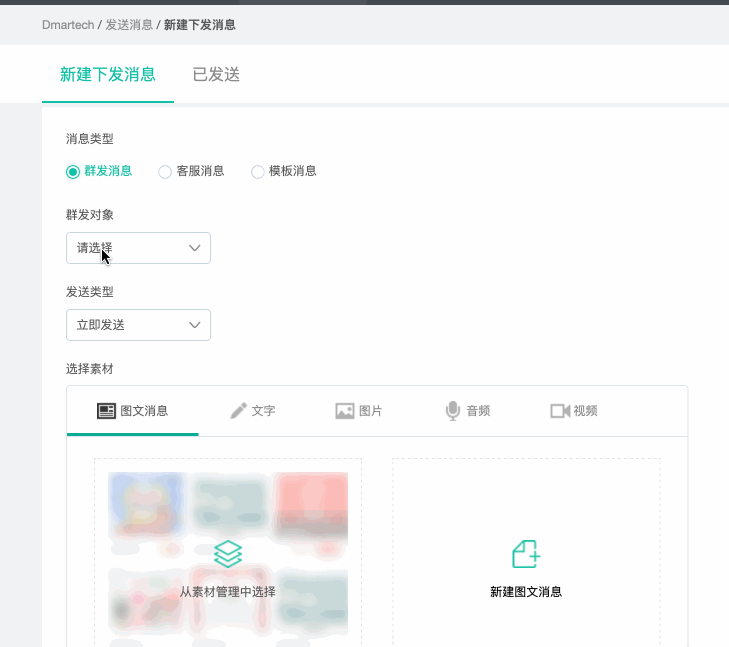 Dmartech / 发送消息 / 新建下发消息
新建下发消息 已发送
消息类型
群发消息 客服消息 模板消息
群发对象
请选择
发送类型
立即发送
选择素材
图文消息 文字 图片 音频 视频
从素材管理中选择 新建图文消息